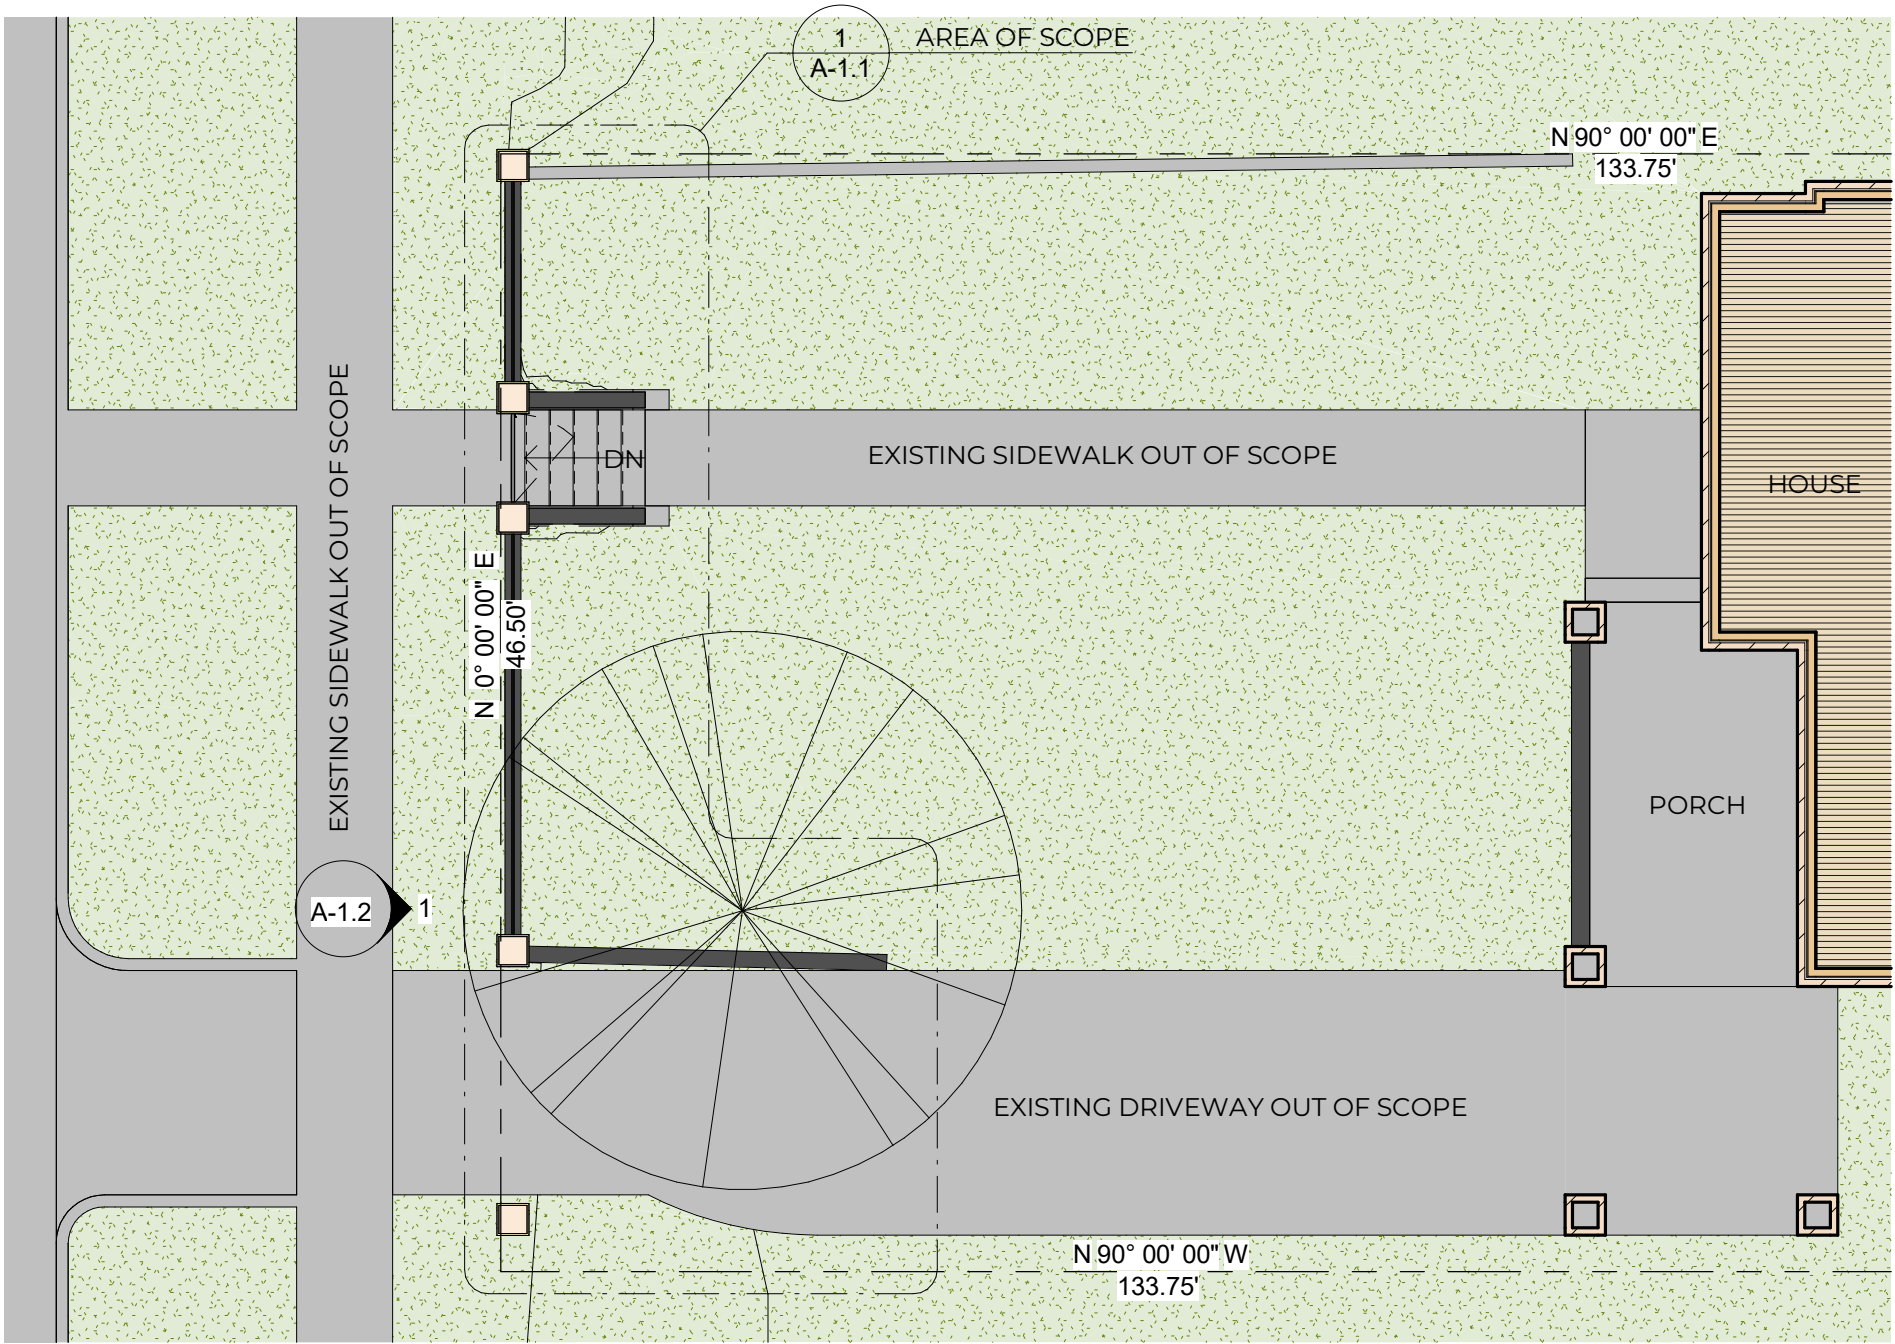 1
A-1.1
AREA OF SCOPE
N 90° 00' 00" E
133.75'
EXISTING SIDEWALK OUT OF SCOPE
DN
EXISTING SIDEWALK OUT OF SCOPE
HOUSE
N 0° 00' 00" E
46.50'
PORCH
A-1.2
1
EXISTING DRIVEWAY OUT OF SCOPE
N 90° 00' 00" W
133.75'